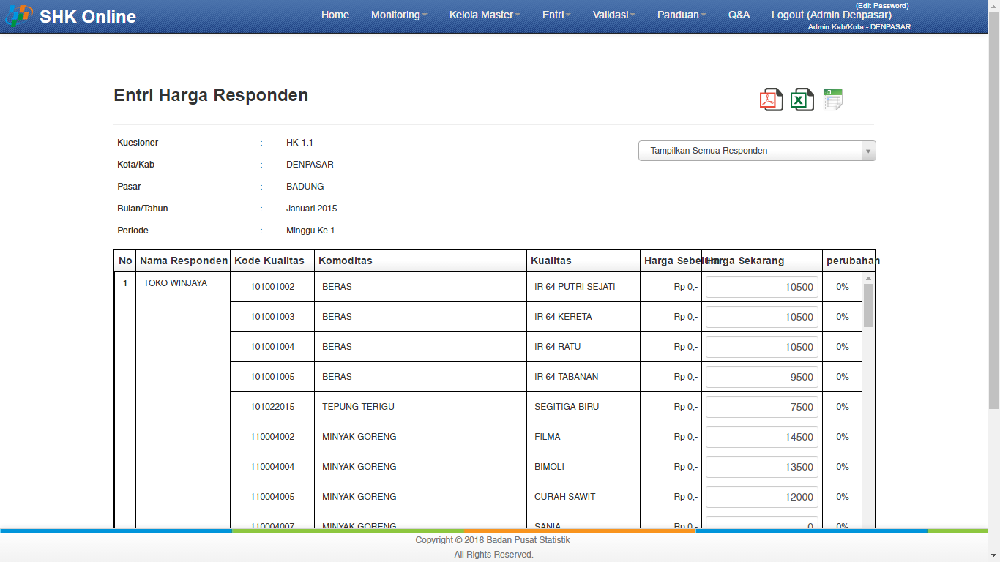 SHK Online
Home Monitoring Kelola Master Entri Validasi Panduan Q&A Logout (Admin Denpasar)
(Edit Password)
Admin Kab/Kota - DENPASAR
Entri Harga Responden
Kuesioner : HK-1.1
- Tampilkan Semua Responden -
Kota/Kab : DENPASAR
Pasar : BADUNG
Bulan/Tahun : Januari 2015
Periode : Minggu Ke 1
No Nama Responden Kode Kualitas Komoditas Kualitas Harga Sebelum Harga Sekarang perubahan
1 TOKO WINJAYA 101001002 BERAS IR 64 PUTRI SEJATI Rp 0,- 10500 0%
101001003 BERAS IR 64 KERETA Rp 0,- 10500 0%
101001004 BERAS IR 64 RATU Rp 0,- 10500 0%
101001005 BERAS IR 64 TABANAN Rp 0,- 9500 0%
101022015 TEPUNG TERIGU SEGITIGA BIRU Rp 0,- 7500 0%
110004002 MINYAK GORENG FILMA Rp 0,- 14500 0%
110004004 MINYAK GORENG BIMOLI Rp 0,- 13500 0%
110004005 MINYAK GORENG CURAH SAWIT Rp 0,- 12000 0%
110004007 MINYAK GORENG SANIA Rp 0,- 0 0%
Copyright © 2016 Badan Pusat Statistik
All Rights Reserved.